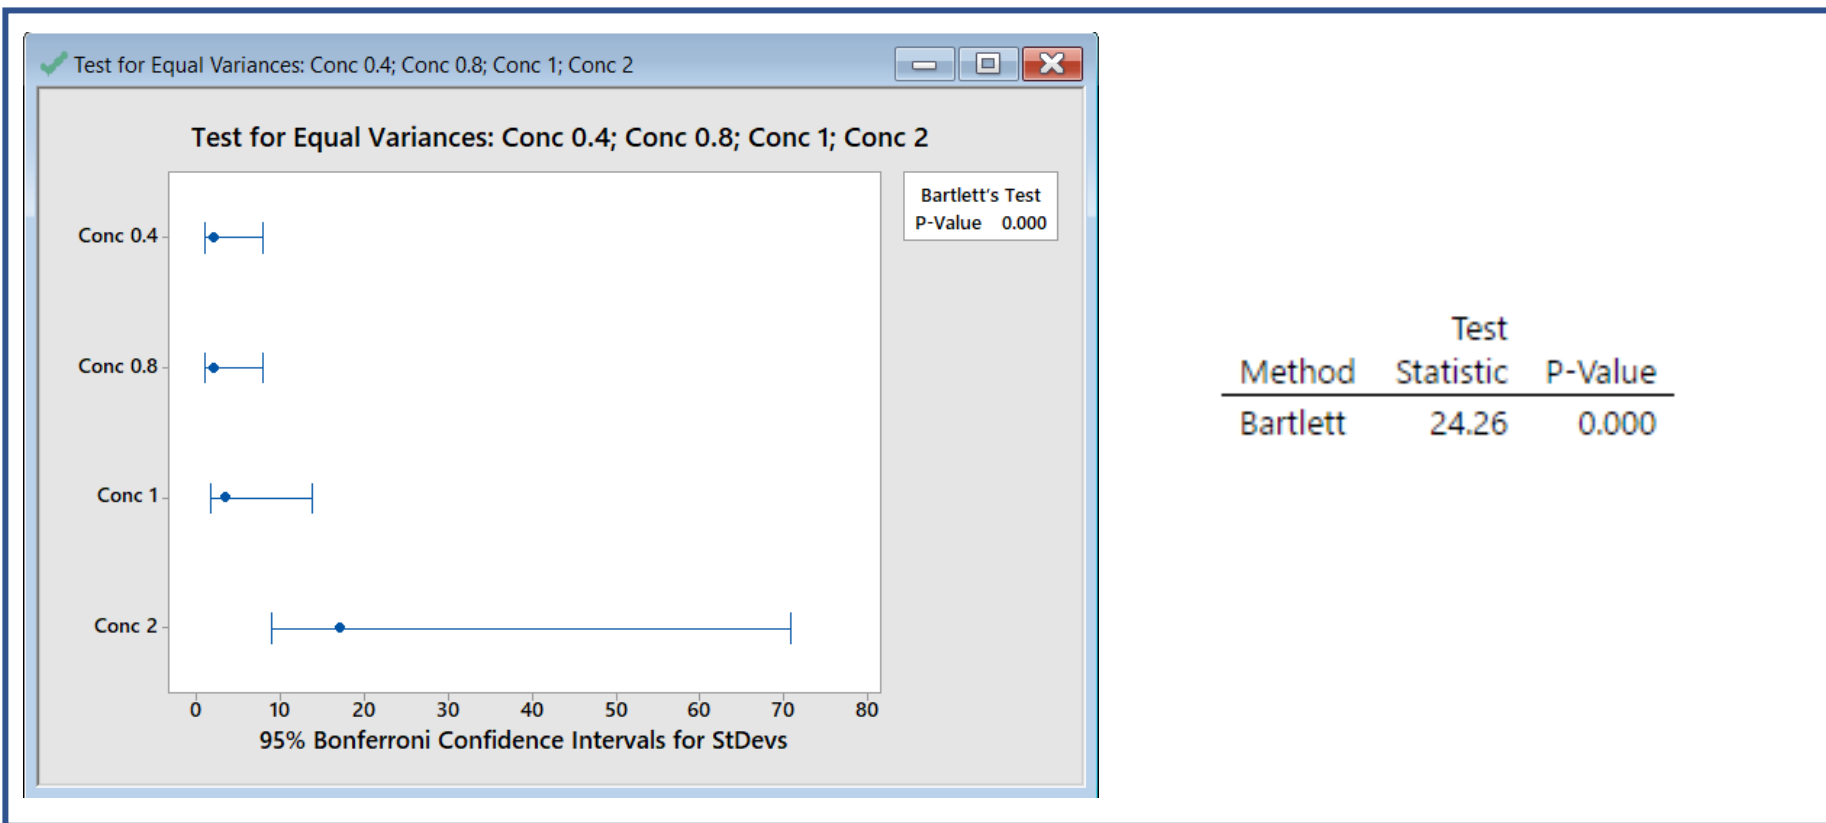 Test for Equal Variances: Conc 0.4; Conc 0.8; Conc 1; Conc 2
Test for Equal Variances: Conc 0.4; Conc 0.8; Conc 1; Conc 2
Bartlett's Test
P-Value 0.000
Conc 0.4
Conc 0.8
Conc 1
Conc 2
0 10 20 30 40 50 60 70 80
95% Bonferroni Confidence Intervals for StDevs
Test
Method Statistic P-Value
Bartlett 24.26 0.000